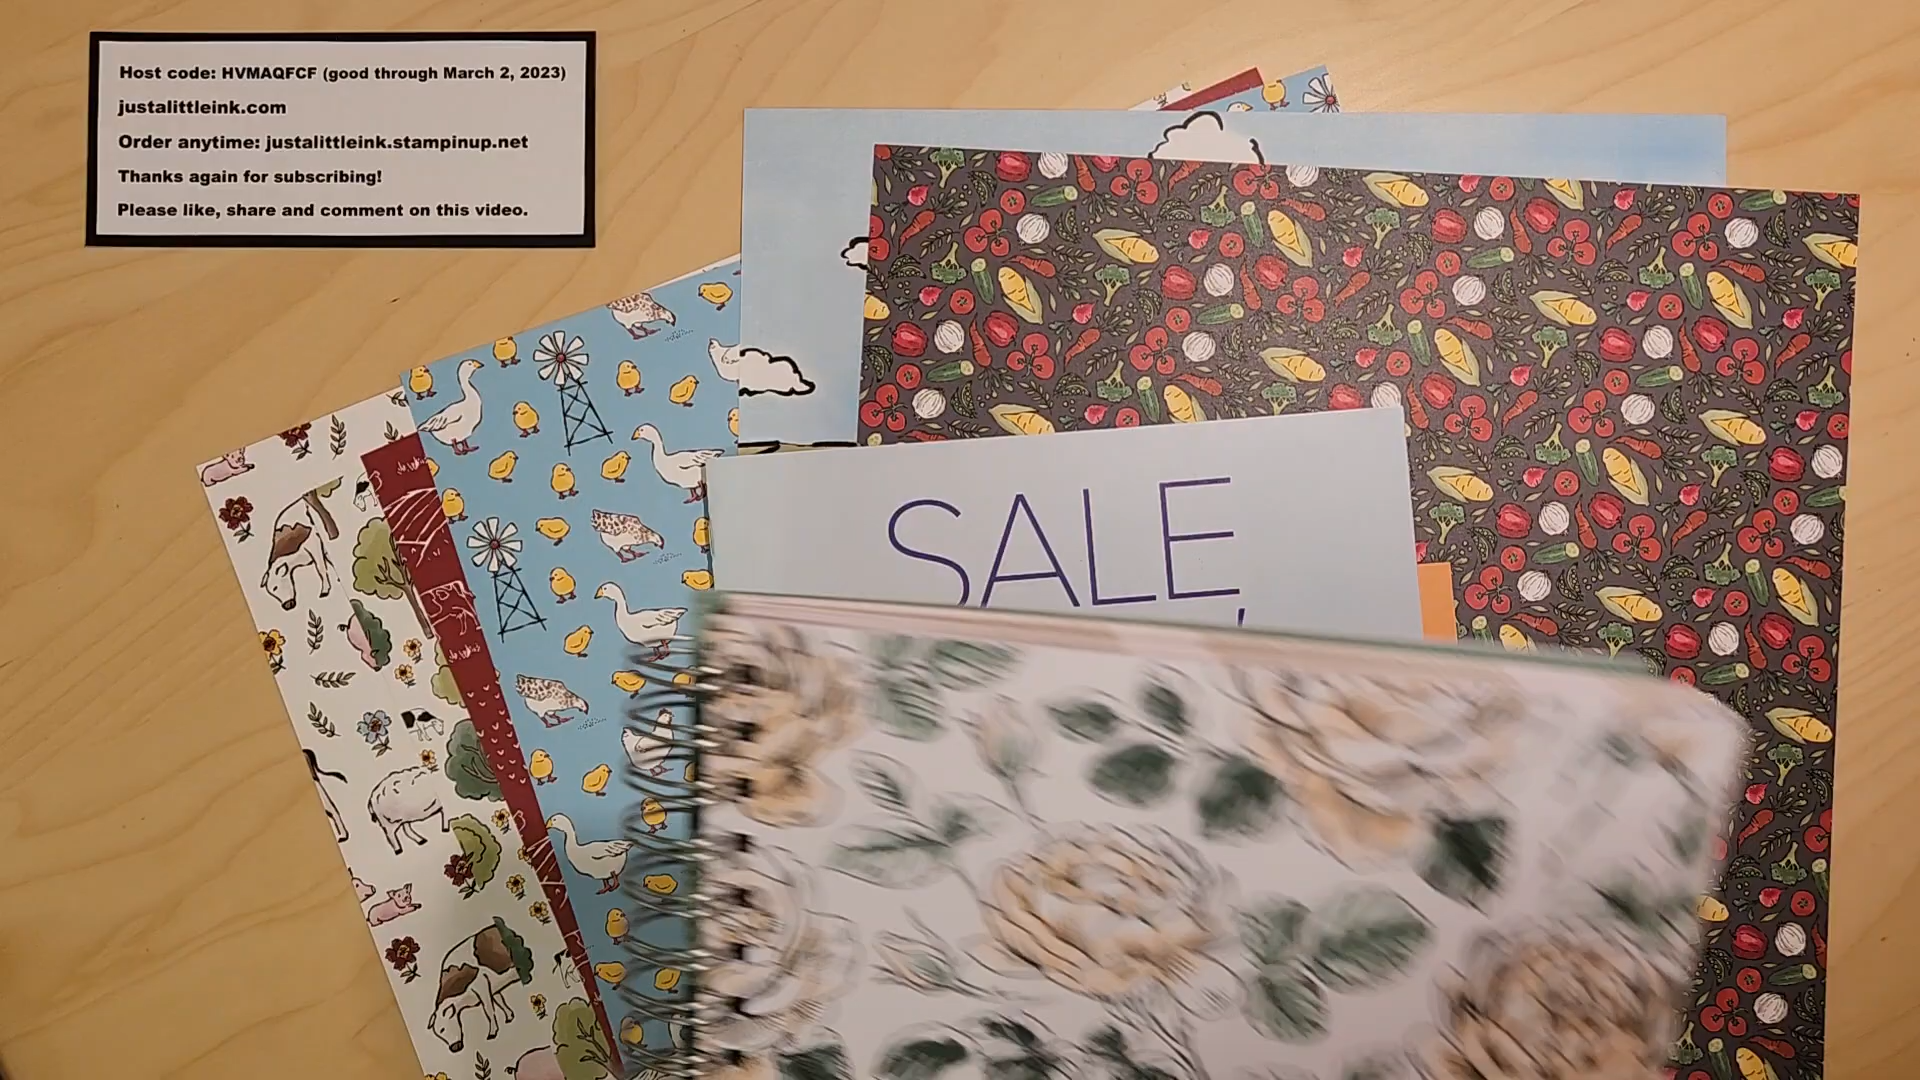 Host code: HVMAQFCF (good through March 2, 2023)
justalittleink.com
Order anytime: justalittleink.stampinup.net
Thanks again for subscribing!
Please like, share and comment on this video.
SALE